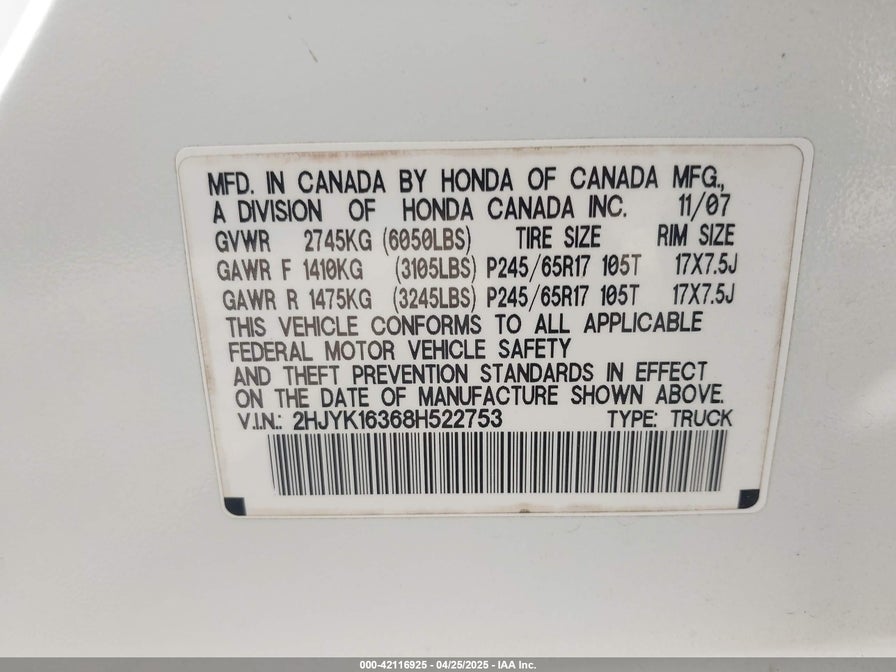 MFD. IN CANADA BY HONDA OF CANADA MFG.,
A DIVISION OF HONDA CANADA INC. 11/07
GVWR 2745KG (6050LBS) TIRE SIZE RIM SIZE
GAWR F 1410KG (3105LBS) P245/65R17 105T 17X7.5J
GAWR R 1475KG (3245LBS) P245/65R17 105T 17X7.5J
THIS VEHICLE CONFORMS TO ALL APPLICABLE
FEDERAL MOTOR VEHICLE SAFETY
AND THEFT PREVENTION STANDARDS IN EFFECT
ON THE DATE OF MANUFACTURE SHOWN ABOVE.
V.I.N.: 2HJYK16368H522753 TYPE: TRUCK
000-42116925 - 04/25/2025 - IAA Inc.